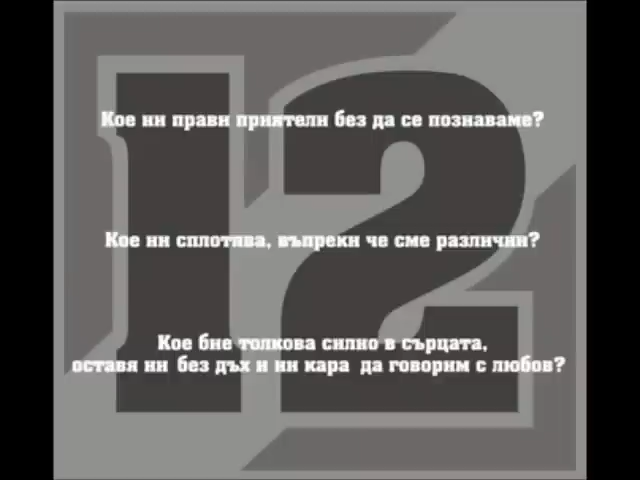 12
Кое ни прави приятели без да се познаваме?
Кое ни сплотява, въпреки че сме различни?
Кое бие толкова силно в сърцата,
оставя ни без дъх и ни кара да говорим с любов?